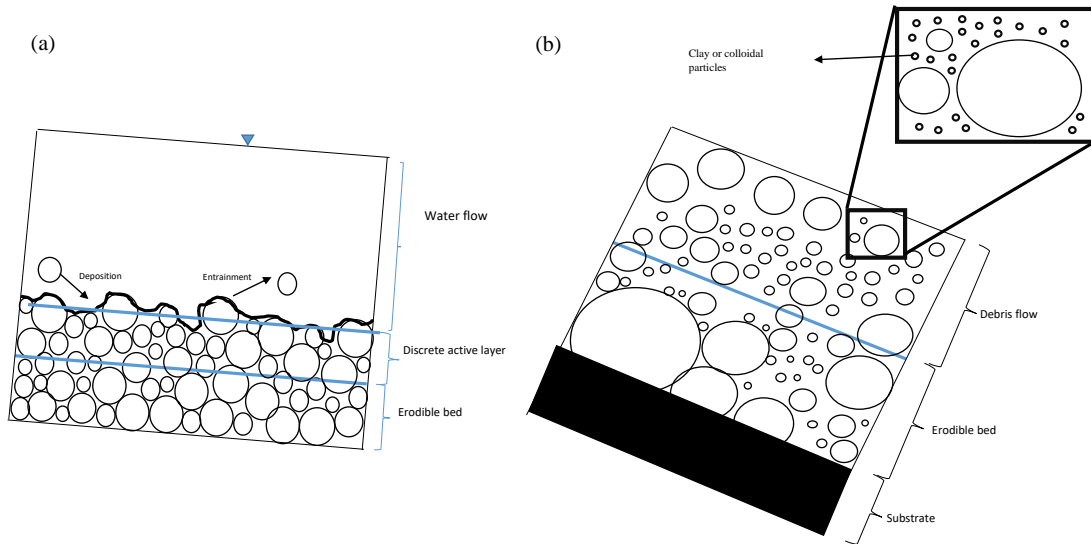 (a)
Water flow
Deposition
Entrainment
Discrete active layer
Erodible bed
(b)
Clay or colloidal
particles
Debris flow
Erodible bed
Substrate